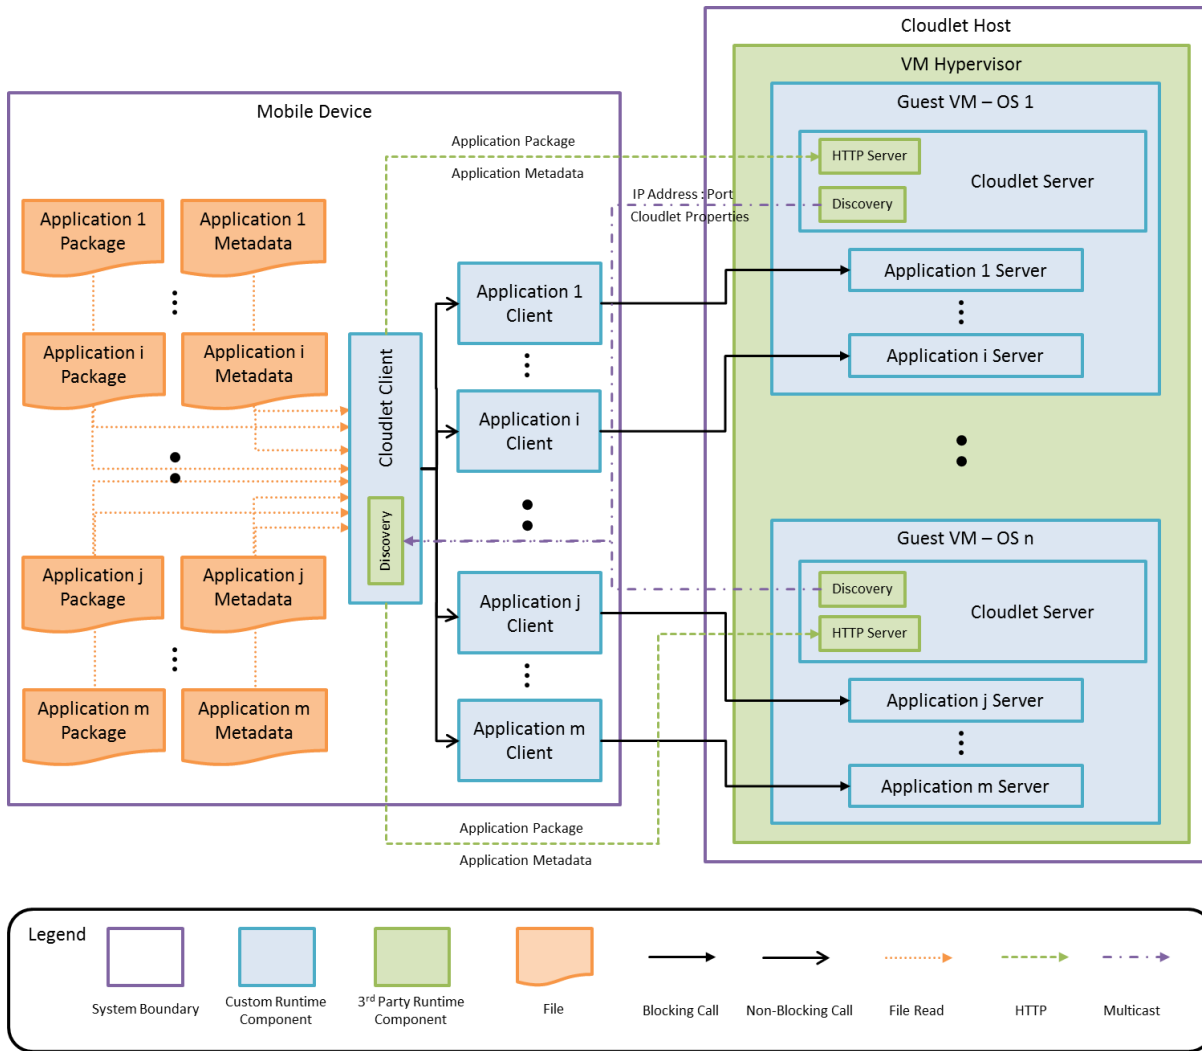 Cloudlet Host
VM Hypervisor
Guest VM – OS 1
HTTP Server
Cloudlet Server
Discovery
Application 1 Server
Application i Server
Guest VM – OS n
Discovery
Cloudlet Server
HTTP Server
Application j Server
Application m Server
Mobile Device
Application Package
Application Metadata
IP Address : Port
Cloudlet Properties
Application 1
Package
Application 1
Metadata
Application i
Package
Application i
Metadata
Application j
Package
Application j
Metadata
Application m
Package
Application m
Metadata
Cloudlet Client
Discovery
Application 1
Client
Application i
Client
Application j
Client
Application m
Client
Application Package
Application Metadata
Legend
System Boundary
Custom Runtime
Component
3rd Party Runtime
Component
File
Blocking Call
Non-Blocking Call
File Read
HTTP
Multicast